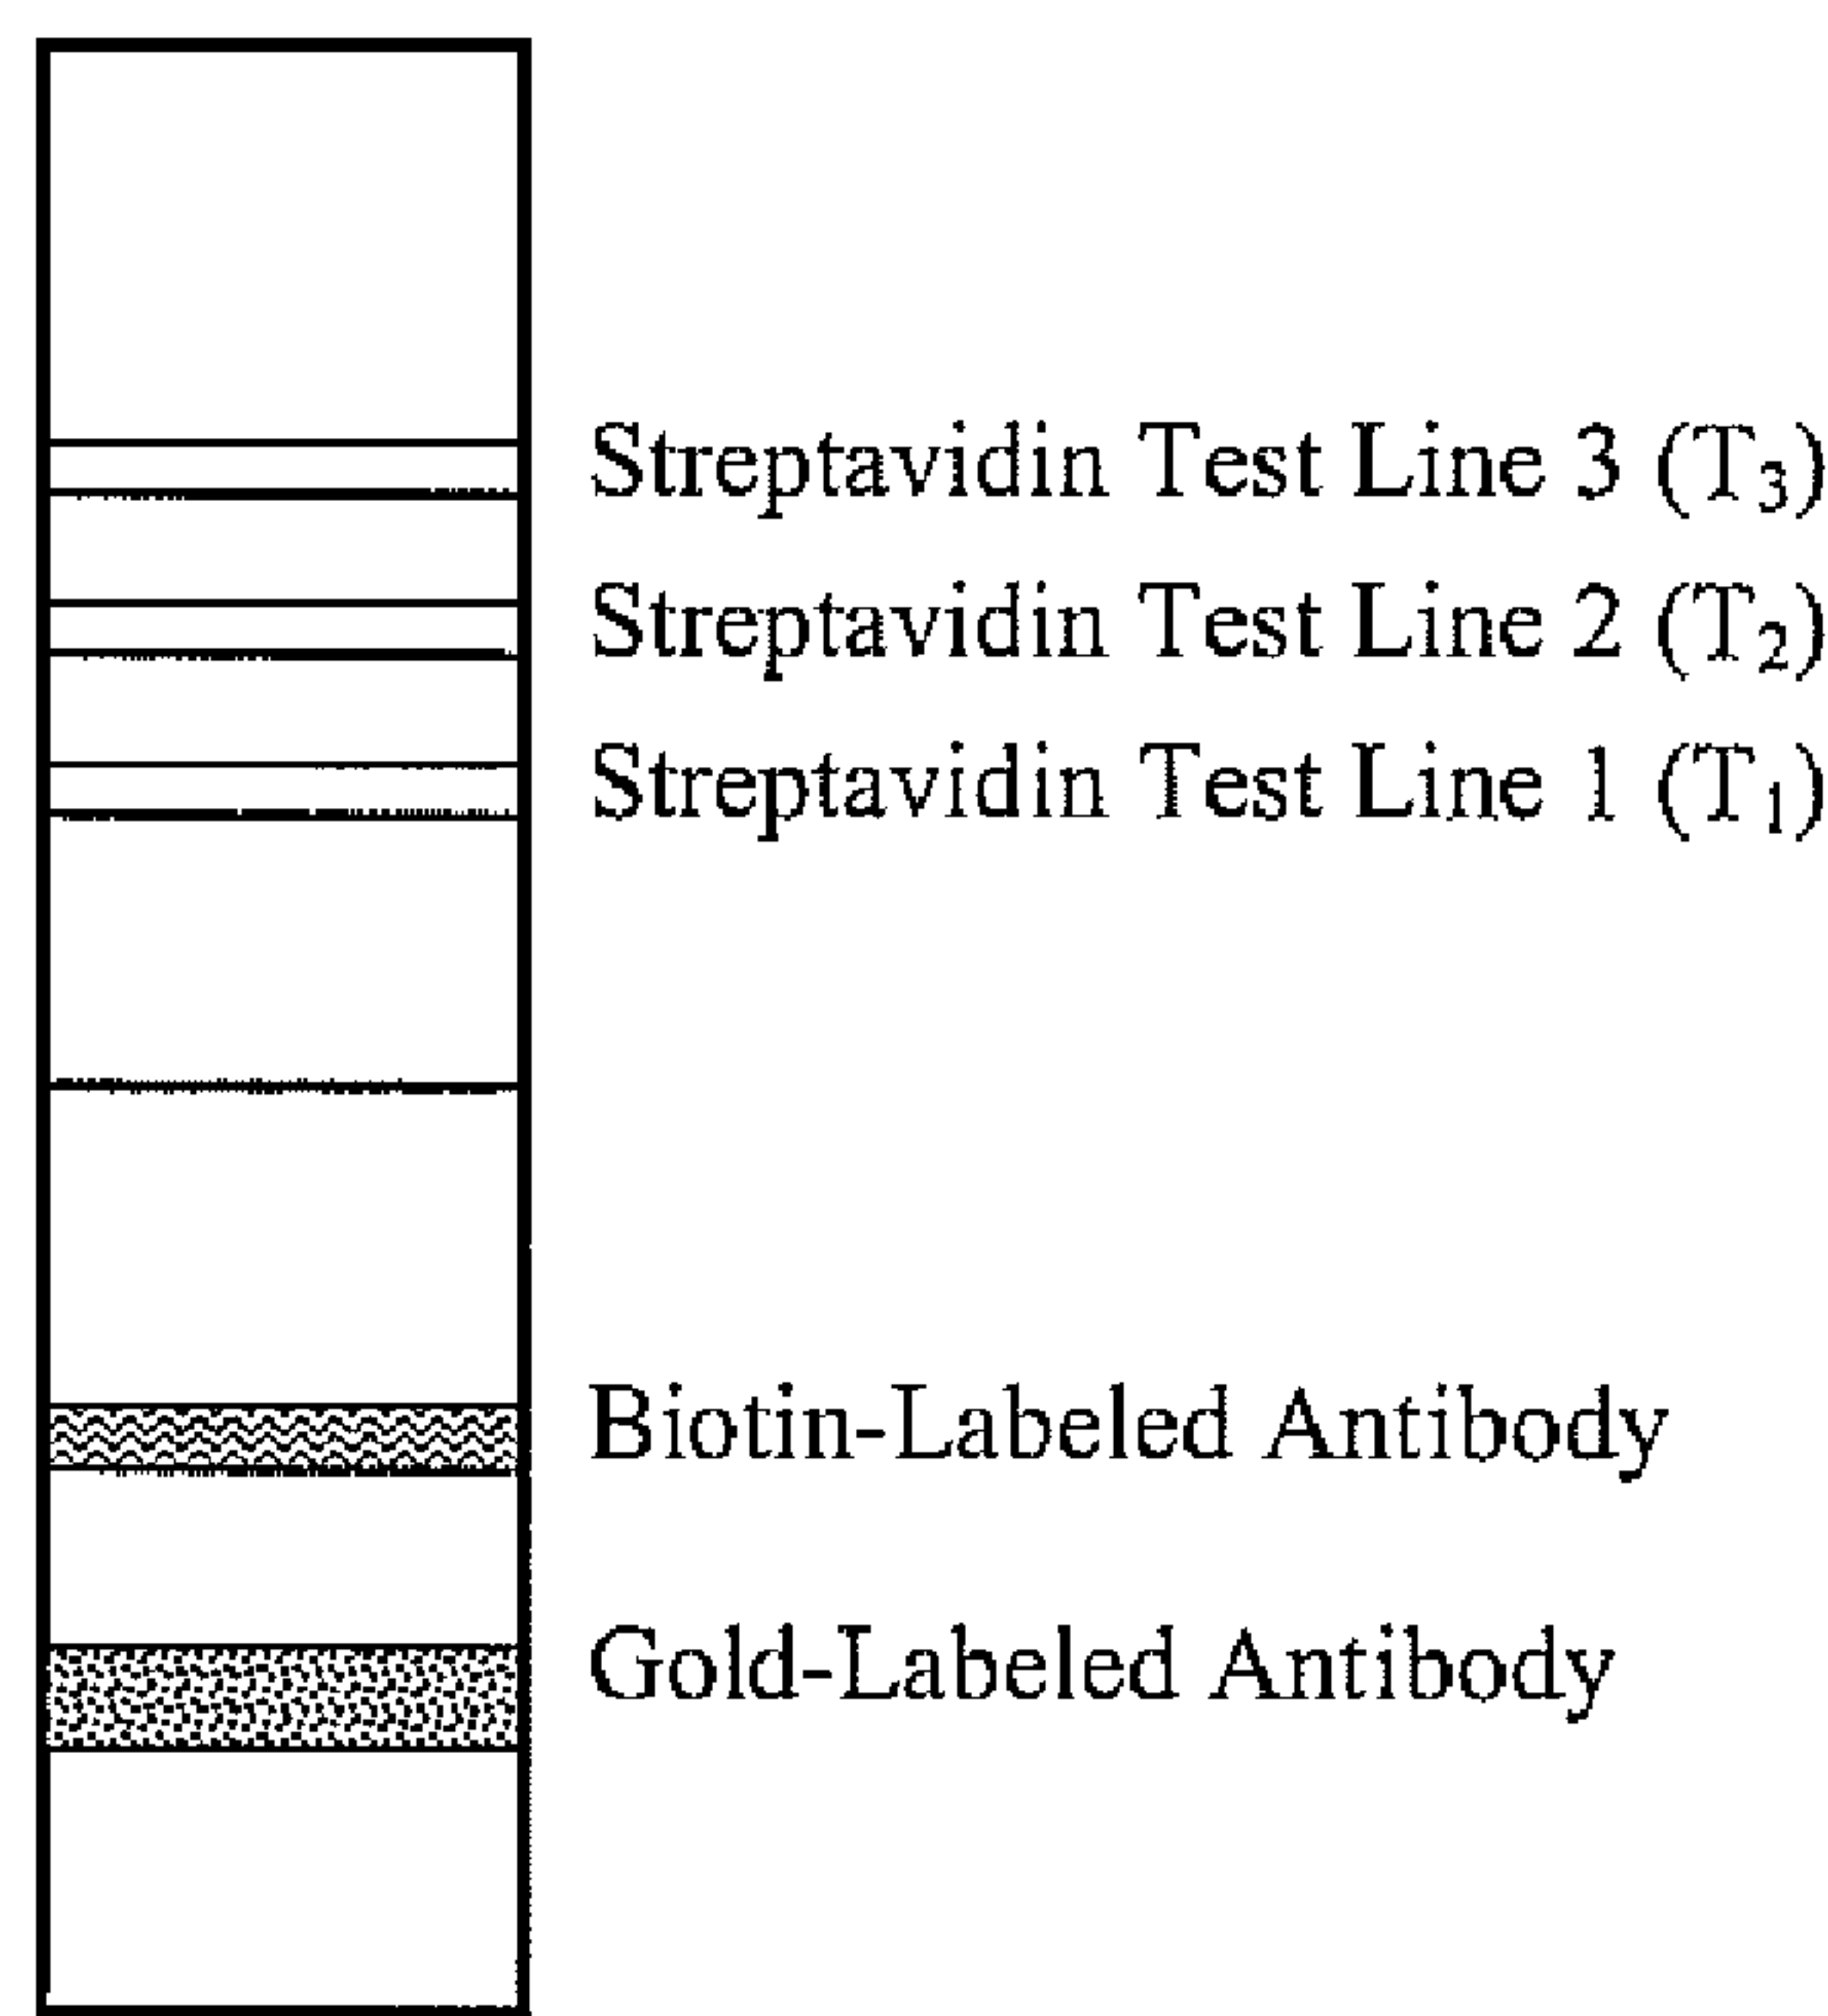 Streptavidin Test Line 3 (T₃)
Streptavidin Test Line 2 (T₂)
Streptavidin Test Line 1 (T₁)
Biotin-Labeled Antibody
Gold-Labeled Antibody